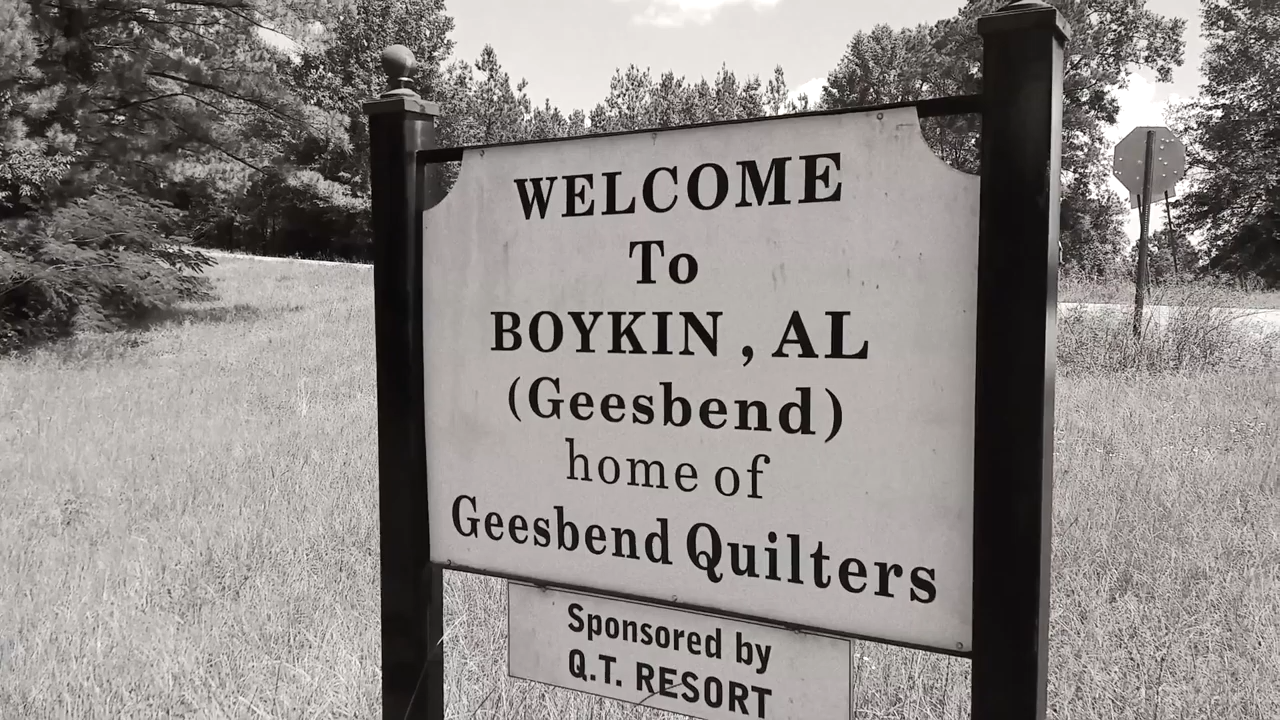 WELCOME
To
BOYKIN , AL
(Geesbend)
home of
Geesbend Quilters
Sponsored by
Q.T. RESORT